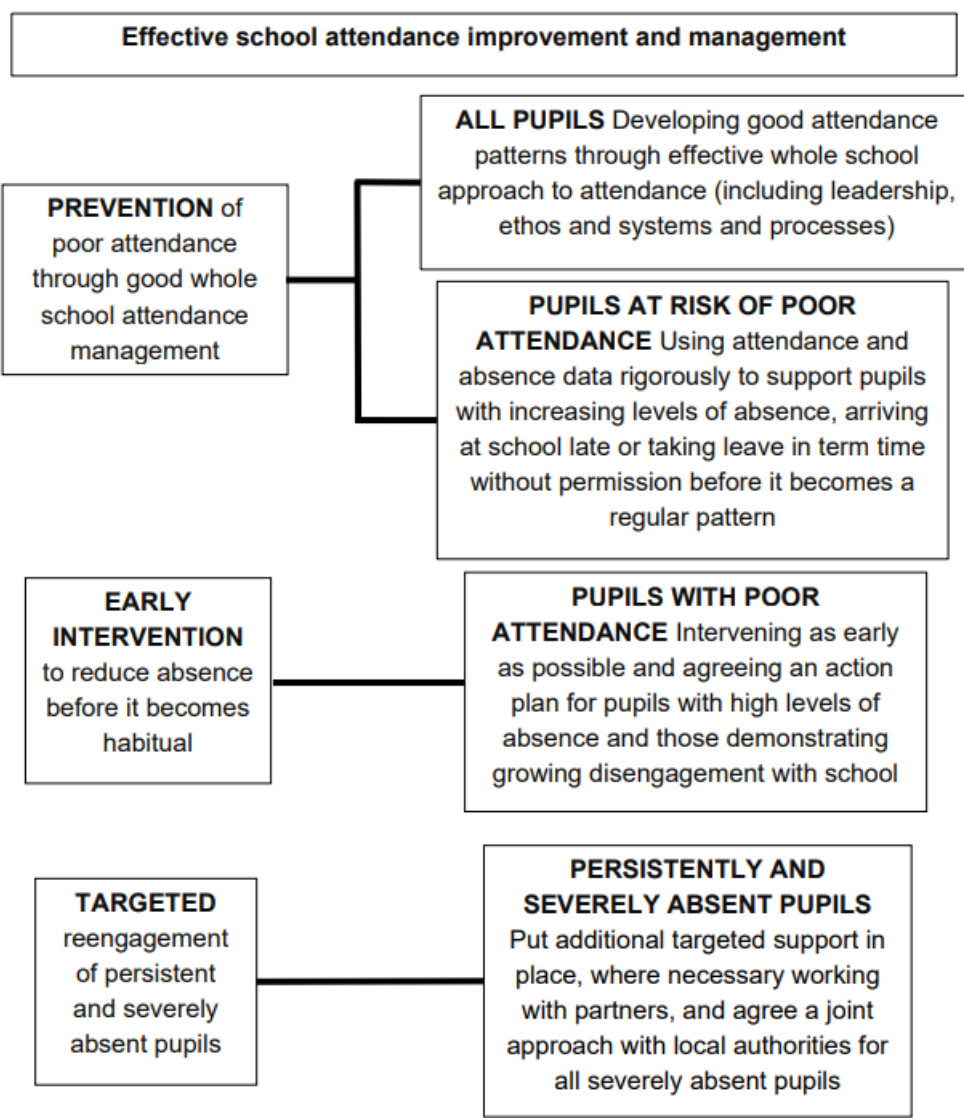 Effective school attendance improvement and management
ALL PUPILS Developing good attendance
patterns through effective whole school
approach to attendance (including leadership,
ethos and systems and processes)
PREVENTION of
poor attendance
through good whole
school attendance
management
PUPILS AT RISK OF POOR
ATTENDANCE Using attendance and
absence data rigorously to support pupils
with increasing levels of absence, arriving
at school late or taking leave in term time
without permission before it becomes a
regular pattern
EARLY
INTERVENTION
to reduce absence
before it becomes
habitual
PUPILS WITH POOR
ATTENDANCE Intervening as early
as possible and agreeing an action
plan for pupils with high levels of
absence and those demonstrating
growing disengagement with school
TARGETED
reengagement
of persistent
and severely
absent pupils
PERSISTENTLY AND
SEVERELY ABSENT PUPILS
Put additional targeted support in
place, where necessary working
with partners, and agree a joint
approach with local authorities for
all severely absent pupils